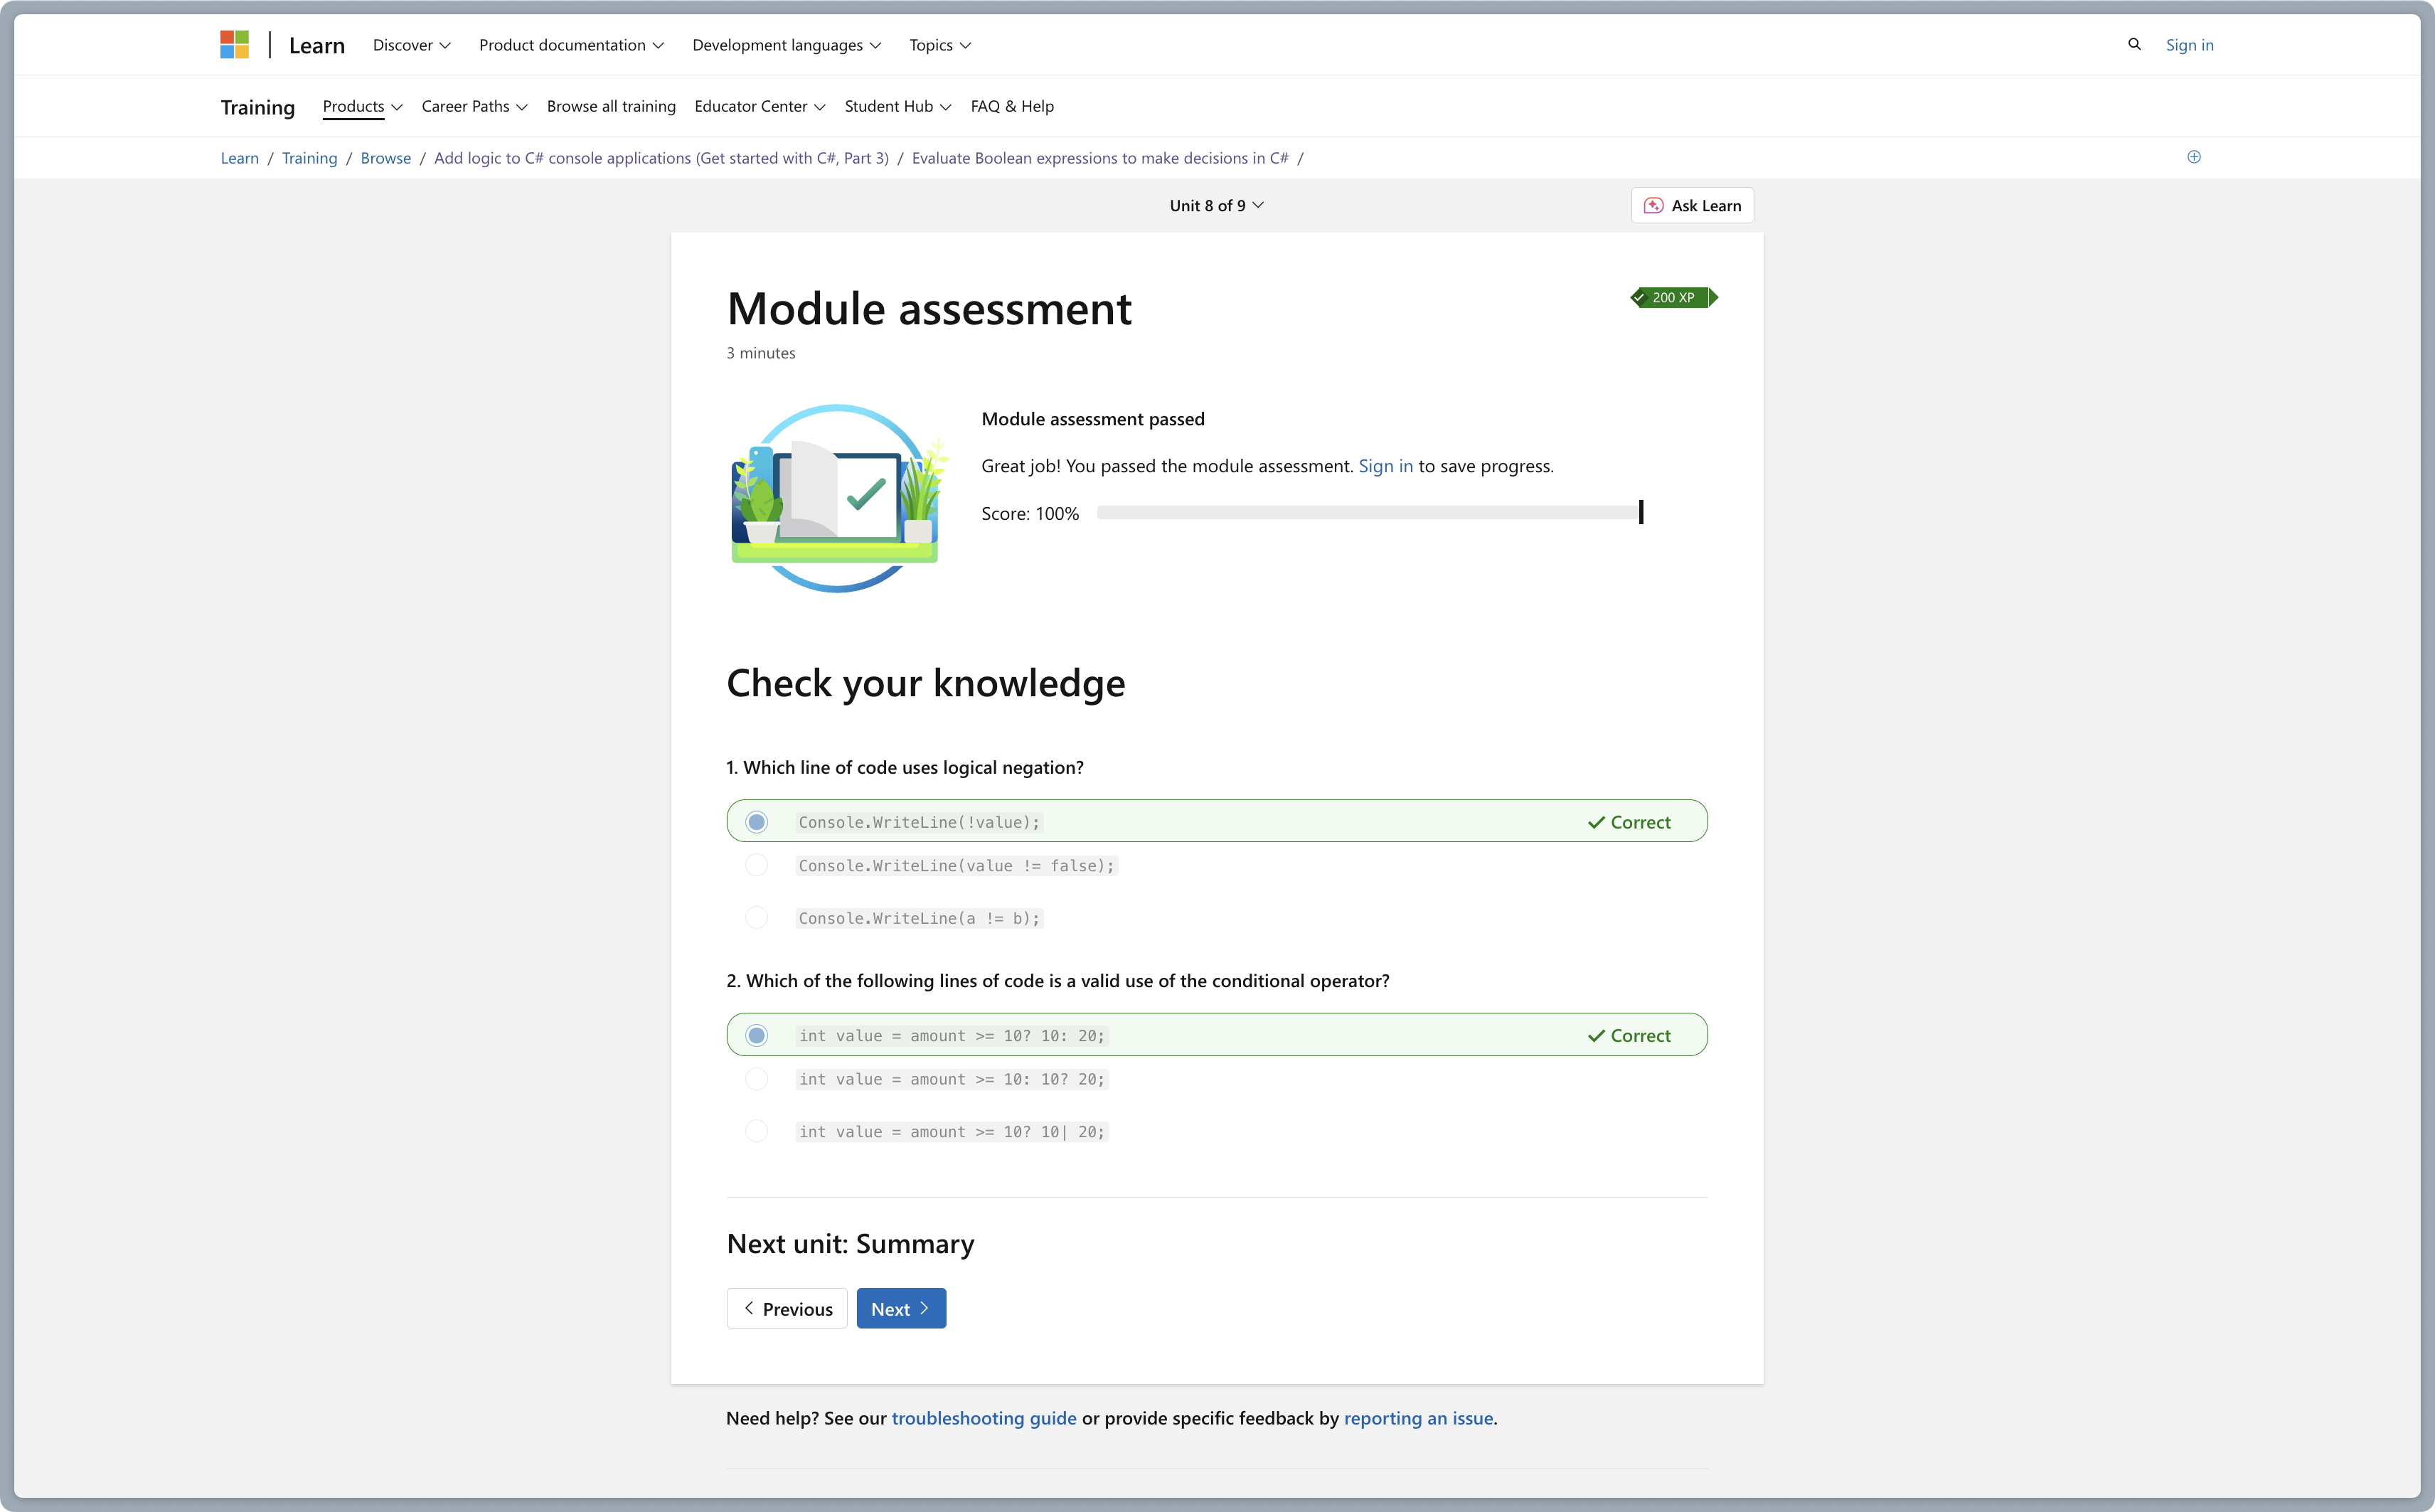 Learn Discover Product documentation Development languages Topics Sign in
Training Products Career Paths Browse all training Educator Center Student Hub FAQ & Help
Learn / Training / Browse / Add logic to C# console applications (Get started with C#, Part 3) / Evaluate Boolean expressions to make decisions in C# /
Unit 8 of 9 Ask Learn
Module assessment
200 XP
3 minutes
Module assessment passed
Great job! You passed the module assessment. Sign in to save progress.
Score: 100%
Check your knowledge
1. Which line of code uses logical negation?
Console.WriteLine(!value); Correct
Console.WriteLine(value != false);
Console.WriteLine(a != b);
2. Which of the following lines of code is a valid use of the conditional operator?
int value = amount >= 10? 10: 20; Correct
int value = amount >= 10: 10? 20;
int value = amount >= 10? 10| 20;
Next unit: Summary
Previous Next
Need help? See our troubleshooting guide or provide specific feedback by reporting an issue.